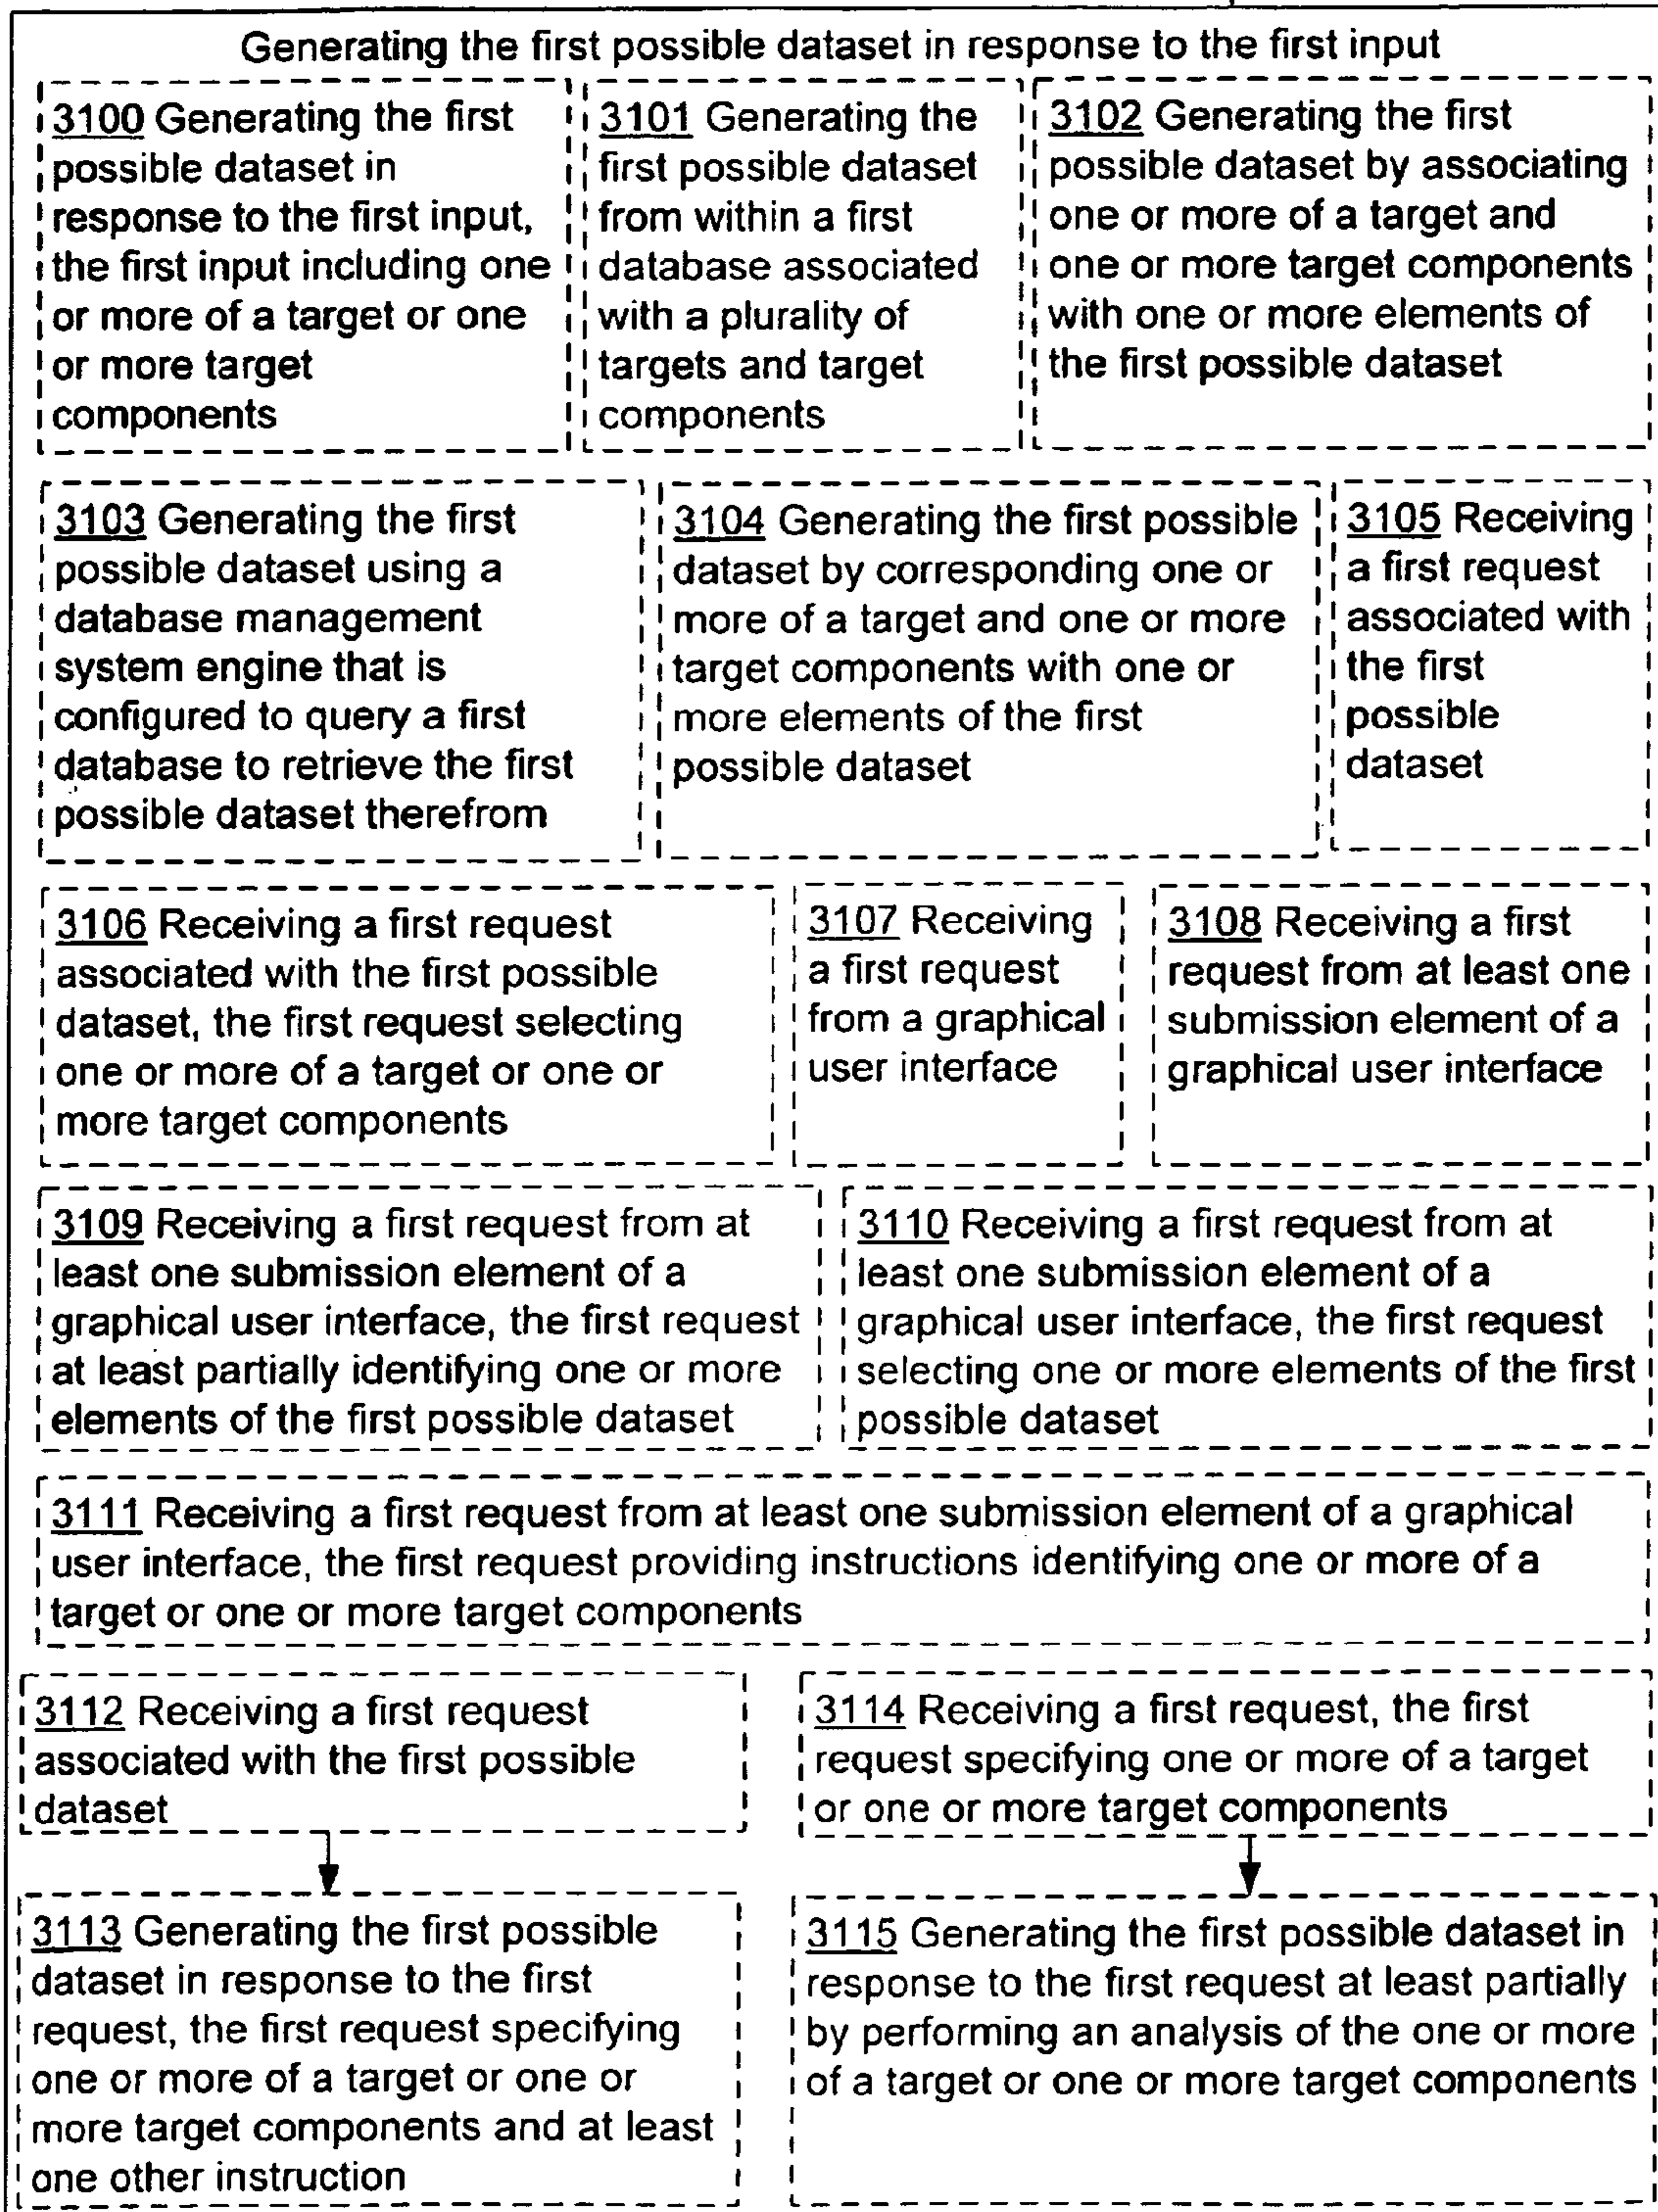 Generating the first possible dataset in response to the first input
3100 Generating the first
possible dataset in
response to the first input,
the first input including one
or more of a target or one
or more target
components
3101 Generating the
first possible dataset
from within a first
database associated
with a plurality of
targets and target
components
3102 Generating the first
possible dataset by associating
one or more of a target and
one or more target components
with one or more elements of
the first possible dataset
3103 Generating the first
possible dataset using a
database management
system engine that is
configured to query a first
database to retrieve the first
possible dataset therefrom
3104 Generating the first possible
dataset by corresponding one or
more of a target and one or more
target components with one or
more elements of the first
possible dataset
3105 Receiving
a first request
associated with
the first
possible
dataset
3106 Receiving a first request
associated with the first possible
dataset, the first request selecting
one or more of a target or one or
more target components
3107 Receiving
a first request
from a graphical
user interface
3108 Receiving a first
request from at least one
submission element of a
graphical user interface
3109 Receiving a first request from at
least one submission element of a
graphical user interface, the first request
at least partially identifying one or more
elements of the first possible dataset
3110 Receiving a first request from at
least one submission element of a
graphical user interface, the first request
selecting one or more elements of the first
possible dataset
3111 Receiving a first request from at least one submission element of a graphical
user interface, the first request providing instructions identifying one or more of a
target or one or more target components
3112 Receiving a first request
associated with the first possible
dataset
3113 Generating the first possible
dataset in response to the first
request, the first request specifying
one or more of a target or one or
more target components and at least
one other instruction
3114 Receiving a first request, the first
request specifying one or more of a target
or one or more target components
3115 Generating the first possible dataset in
response to the first request at least partially
by performing an analysis of the one or more
of a target or one or more target components